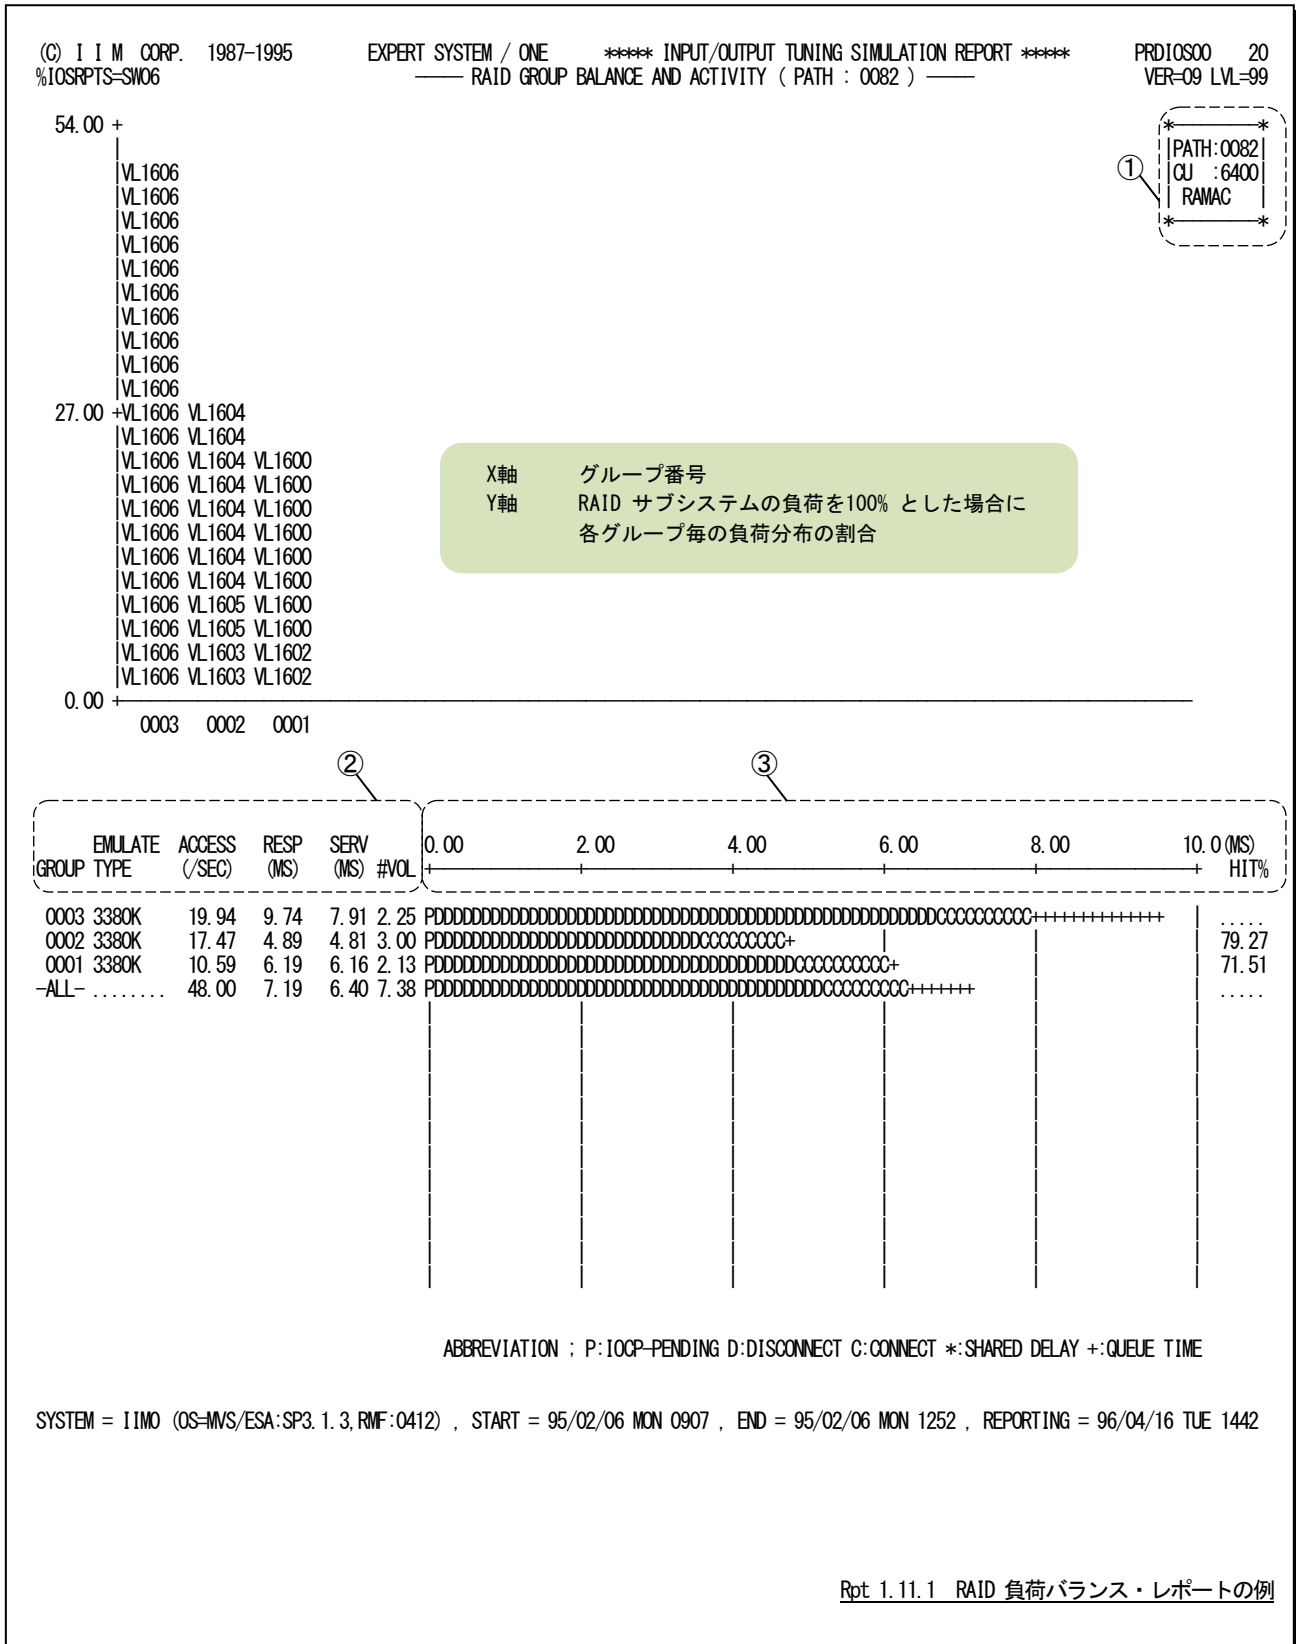 (C) I I M CORP. 1987-1995 EXPERT SYSTEM / ONE ***** INPUT/OUTPUT TUNING SIMULATION REPORT ***** PRDIOS00 20
%IOSRPTS=SW06 ――― RAID GROUP BALANCE AND ACTIVITY ( PATH : 0082 ) ――― VER=09 LVL=99
54.00 + *―――――*
| |PATH:0082|
|VL1606 ① |CU :6400|
|VL1606 | RAMAC |
|VL1606 *―――――*
|VL1606
|VL1606
|VL1606
|VL1606
|VL1606
|VL1606
|VL1606
27.00 +VL1606 VL1604
|VL1606 VL1604
|VL1606 VL1604 VL1600
|VL1606 VL1604 VL1600
|VL1606 VL1604 VL1600
|VL1606 VL1604 VL1600
|VL1606 VL1604 VL1600
|VL1606 VL1604 VL1600
|VL1606 VL1605 VL1600
|VL1606 VL1605 VL1600
|VL1606 VL1603 VL1602
|VL1606 VL1603 VL1602
0.00 +
0003 0002 0001
X軸 グループ番号
Y軸 RAID サブシステムの負荷を100% とした場合に
各グループ毎の負荷分布の割合
② ③
EMULATE ACCESS RESP SERV 0.00 2.00 4.00 6.00 8.00 10.0(MS)
GROUP TYPE (/SEC) (MS) (MS) #VOL HIT%
0003 3380K 19.94 9.74 7.91 2.25 PDDDDDDDDDDDDDDDDDDDDDDDDDDDDDDDDDDDDDDDDDDDDDDDDDDDDDCCCCCCCCCC++++++++++++++ | .....
0002 3380K 17.47 4.89 4.81 3.00 PDDDDDDDDDDDDDDDDDDDDDDDDDDDDCCCCCCCCC+ | | | 79.27
0001 3380K 10.59 6.19 6.16 2.13 PDDDDDDDDDDDDDDDDDDDDDDDDDDDDDDDDDDDDDDCCCCCCCCCC+ | | 71.51
-ALL- ........ 48.00 7.19 6.40 7.38 PDDDDDDDDDDDDDDDDDDDDDDDDDDDDDDDDDDDDDDDDDCCCCCCCCC+++++++ | | .....
ABBREVIATION ; P:IOCP-PENDING D:DISCONNECT C:CONNECT *:SHARED DELAY +:QUEUE TIME
SYSTEM = IIM0 (OS=MVS/ESA:SP3.1.3,RMF:0412) , START = 95/02/06 MON 0907 , END = 95/02/06 MON 1252 , REPORTING = 96/04/16 TUE 1442
Rpt 1.11.1 RAID 負荷バランス・レポートの例